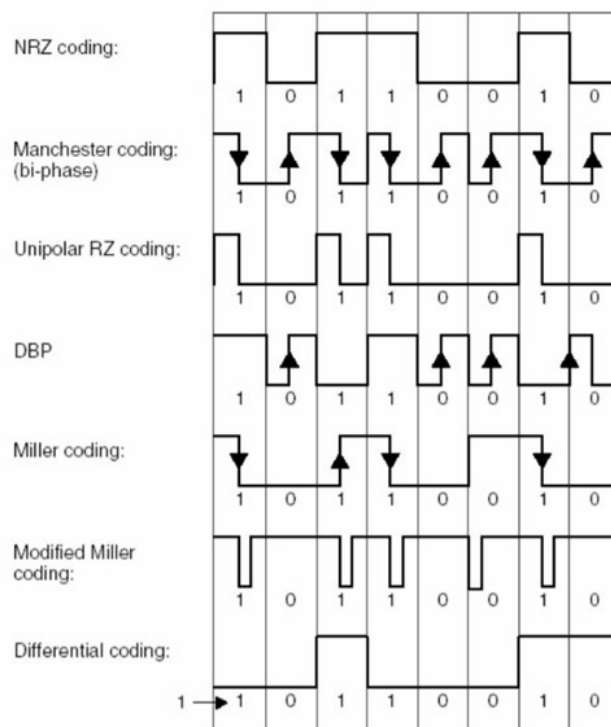 NRZ coding:
1 0 1 1 0 0 1 0
Manchester coding:
(bi-phase)
1 0 1 1 0 0 1 0
Unipolar RZ coding:
1 0 1 1 0 0 1 0
DBP
1 0 1 1 0 0 1 0
Miller coding:
1 0 1 1 0 0 1 0
Modified Miller
coding:
1 0 1 1 0 0 1 0
Differential coding:
1 1 0 1 1 0 0 1 0